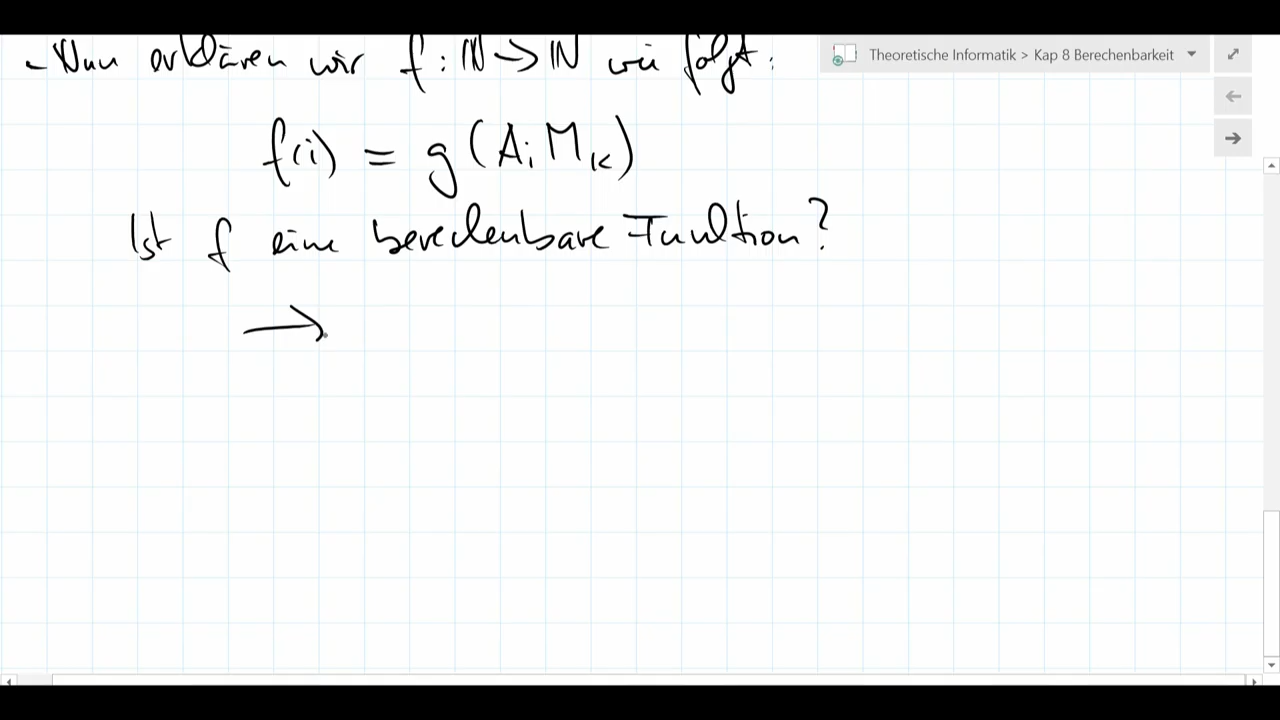 - Nun erklären wir f : ℕ → ℕ wie folgt :
Theoretische Informatik > Kap 8 Berechenbarkeit
f(i) = g(AᵢMₖ)
Ist f eine berechenbare Funktion?
→